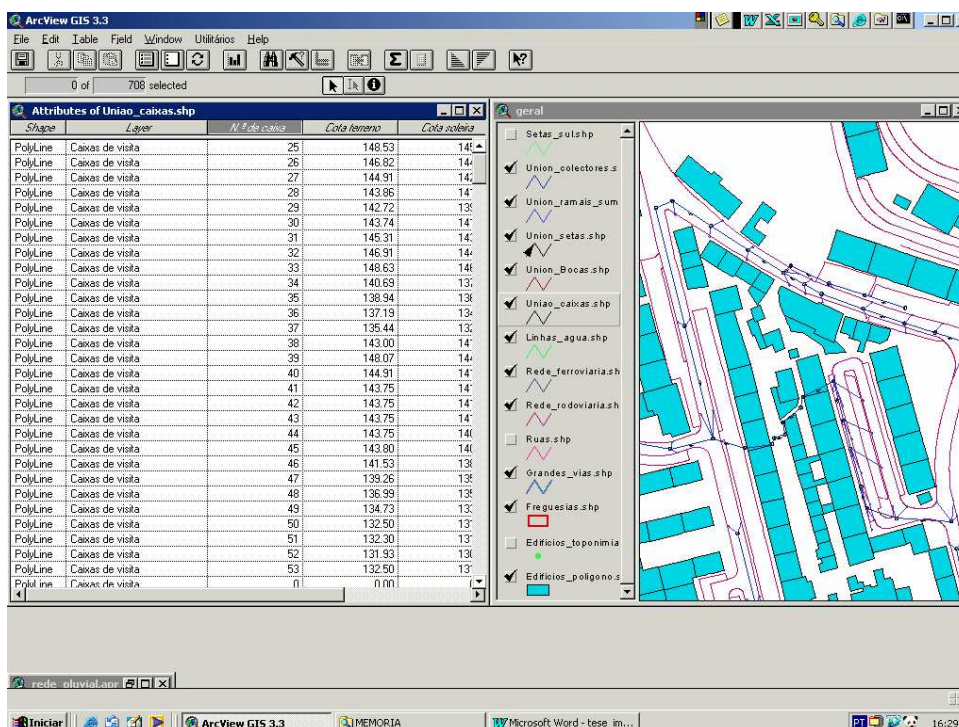 ArcView GIS 3.3
File Edit Table Field Window Utilitários Help
0 of 708 selected
Attributes of Uniao_caixas.shp
Shape Layer N.º de caixa Cota terreno Cota soleira
PolyLine Caixas de visita 25 148.53
PolyLine Caixas de visita 26 146.82
PolyLine Caixas de visita 27 144.91
PolyLine Caixas de visita 28 143.86
PolyLine Caixas de visita 29 142.72
PolyLine Caixas de visita 30 143.74
PolyLine Caixas de visita 31 145.31
PolyLine Caixas de visita 32 146.91
PolyLine Caixas de visita 33 148.63
PolyLine Caixas de visita 34 140.69
PolyLine Caixas de visita 35 138.94
PolyLine Caixas de visita 36 137.19
PolyLine Caixas de visita 37 135.44
PolyLine Caixas de visita 38 143.00
PolyLine Caixas de visita 39 148.07
PolyLine Caixas de visita 40 144.91
PolyLine Caixas de visita 41 143.75
PolyLine Caixas de visita 42 143.75
PolyLine Caixas de visita 43 143.75
PolyLine Caixas de visita 44 143.75
PolyLine Caixas de visita 45 143.80
PolyLine Caixas de visita 46 141.53
PolyLine Caixas de visita 47 139.26
PolyLine Caixas de visita 48 136.99
PolyLine Caixas de visita 49 134.73
PolyLine Caixas de visita 50 132.50
PolyLine Caixas de visita 51 132.30
PolyLine Caixas de visita 52 131.93
PolyLine Caixas de visita 53 132.50
PolyLine Caixas de visita 0 0.00
geral
Setas_sul.shp
Union_colectores.s
Union_ramais_sum
Union_setas.shp
Union_Bocas.shp
Uniao_caixas.shp
Linhas_agua.shp
Rede_ferroviaria.sh
Rede_rodoviaria.sh
Ruas.shp
Grandes_vias.shp
Freguesias.shp
Edificios_toponimia
Edificios_poligono.s
rede_pluvial.apr
Iniciar ArcView GIS 3.3 MEMORIA Microsoft Word - tese_im... PT 16:29